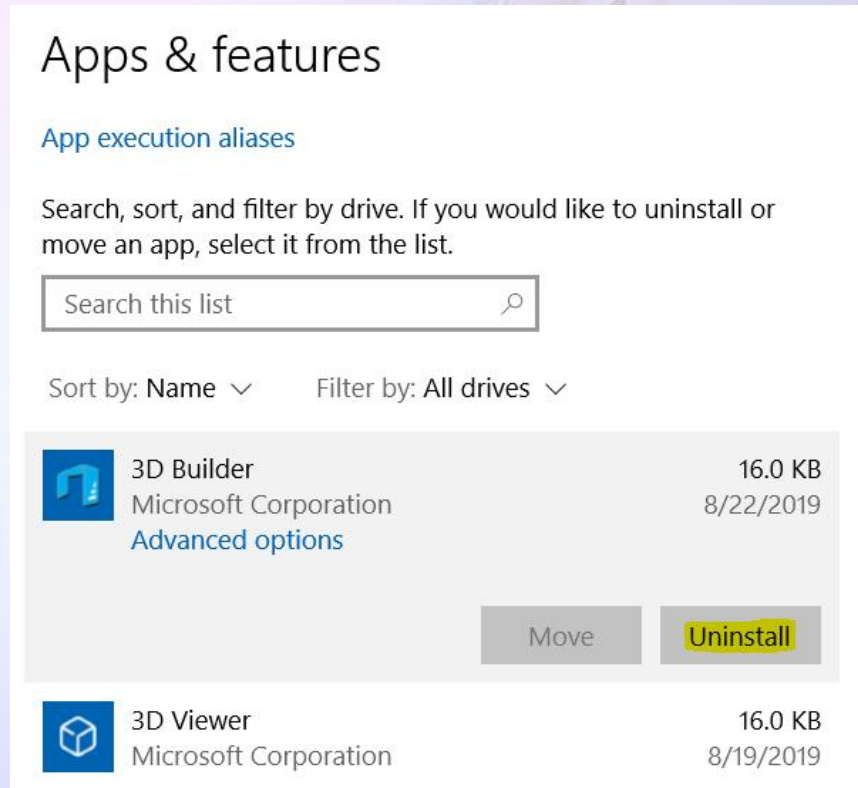 Apps & features
App execution aliases
Search, sort, and filter by drive. If you would like to uninstall or
move an app, select it from the list.
Search this list
Sort by: Name Filter by: All drives
3D Builder 16.0 KB
Microsoft Corporation 8/22/2019
Advanced options
Move Uninstall
3D Viewer 16.0 KB
Microsoft Corporation 8/19/2019